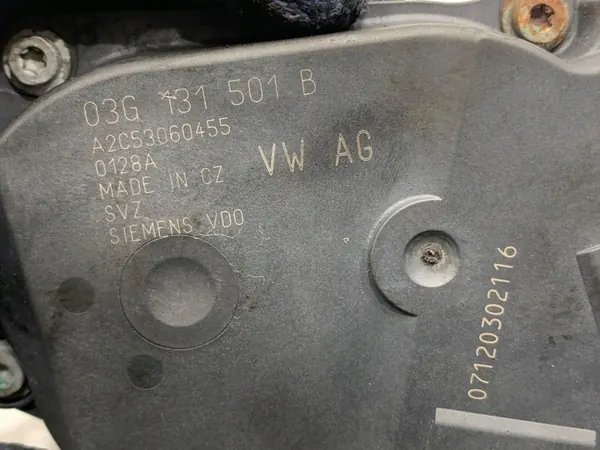 03G 131 501 B
A2C53060455
0128A
MADE IN CZ
SVZ
SIEMENS VDO
VW AG
07120302116